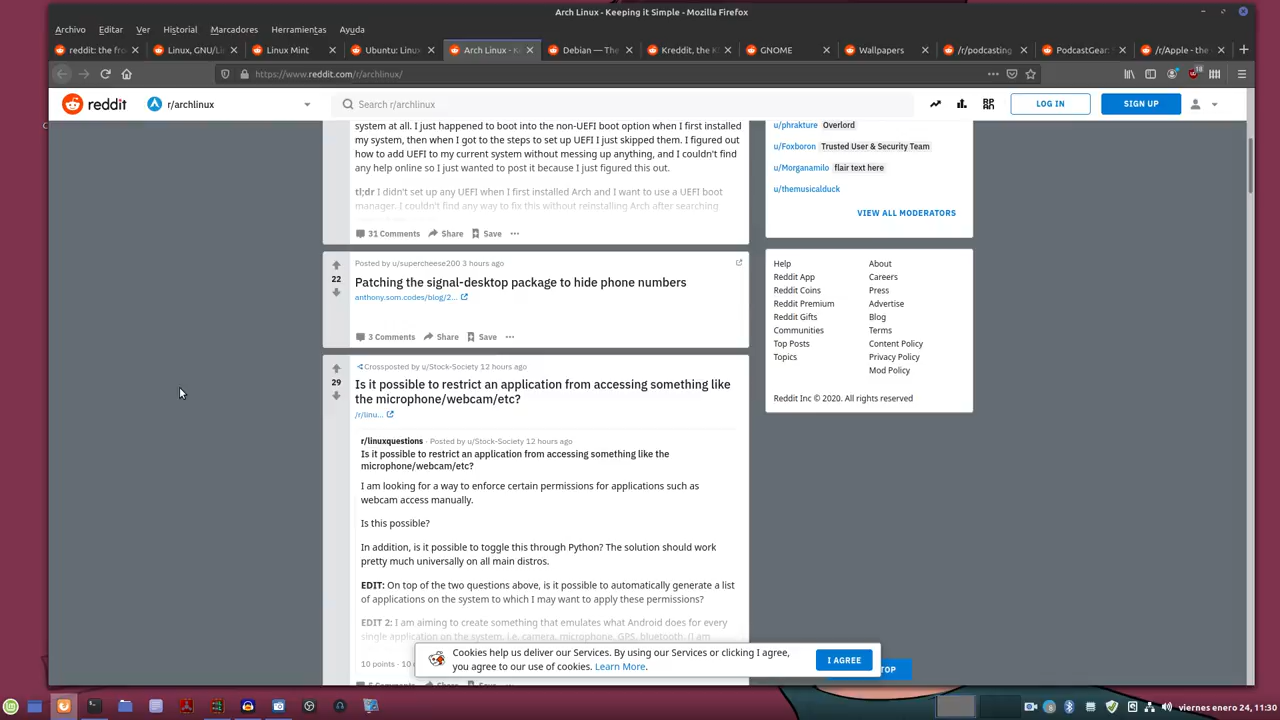 Arch Linux - Keeping it Simple - Mozilla Firefox
Archivo Editar Ver Historial Marcadores Herramientas Ayuda
reddit: the fro
Linux, GNU/Li
Linux Mint
Ubuntu: Linu
Arch Linux - K
Debian — The
Kreddit, the K
GNOME
Wallpapers
/r/podcasting
PodcastGear: S
/r/Apple - the
https://www.reddit.com/r/archlinux/
18
reddit r/archlinux Search r/archlinux LOG IN SIGN UP
system at all. I just happened to boot into the non-UEFI boot option when I first installed
my system, then when I got to the steps to set up UEFI I just skipped them. I figured out
how to add UEFI to my current system without messing up anything, and I couldn't find
any help online so I just wanted to post it because I just figured this out.
tl;dr I didn't set up any UEFI when I first installed Arch and I want to use a UEFI boot
manager. I couldn't find any way to fix this without reinstalling Arch after searching
31 Comments Share Save
22
Posted by u/supercheese200 3 hours ago
Patching the signal-desktop package to hide phone numbers
anthony.som.codes/blog/2...
3 Comments Share Save
29
Crossposted by u/Stock-Society 12 hours ago
Is it possible to restrict an application from accessing something like
the microphone/webcam/etc?
/r/linu...
r/linuxquestions · Posted by u/Stock-Society 12 hours ago
Is it possible to restrict an application from accessing something like the
microphone/webcam/etc?
I am looking for a way to enforce certain permissions for applications such as
webcam access manually.
Is this possible?
In addition, is it possible to toggle this through Python? The solution should work
pretty much universally on all main distros.
EDIT: On top of the two questions above, is it possible to automatically generate a list
of applications on the system to which I may want to apply these permissions?
EDIT 2: I am aiming to create something that emulates what Android does for every
single application on the system, i.e. camera, microphone, GPS, bluetooth. (I am
10 points · 10 c
u/phrakture Overlord
u/Foxboron Trusted User & Security Team
u/Morganamilo flair text here
u/themusicalduck
VIEW ALL MODERATORS
Help About
Reddit App Careers
Reddit Coins Press
Reddit Premium Advertise
Reddit Gifts Blog
Communities Terms
Top Posts Content Policy
Topics Privacy Policy
Mod Policy
Reddit Inc © 2020. All rights reserved
Cookies help us deliver our Services. By using our Services or clicking I agree,
you agree to our use of cookies. Learn More.
I AGREE
TOP
viernes enero 24, 11:30